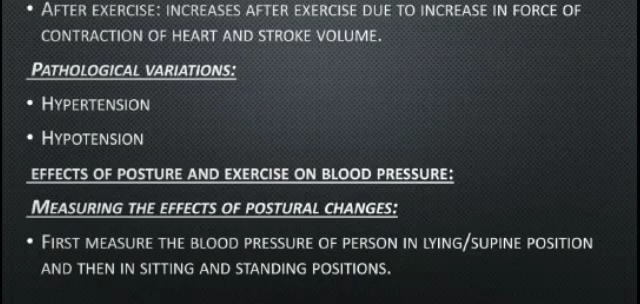 • After exercise: increases after exercise due to increase in force of
contraction of heart and stroke volume.
Pathological variations:
• Hypertension
• Hypotension
effects of posture and exercise on blood pressure:
Measuring the effects of postural changes:
• First measure the blood pressure of person in lying/supine position
and then in sitting and standing positions.